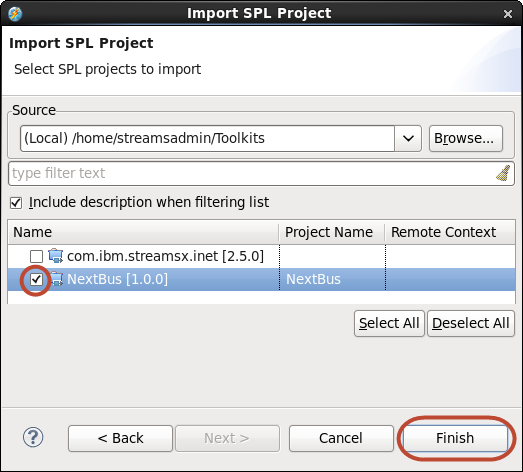 Import SPL Project
Import SPL Project
Select SPL projects to import
Source
(Local) /home/streamsadmin/Toolkits
Browse...
type filter text
Include description when filtering list
Name Project Name Remote Context
com.ibm.streamsx.inet [2.5.0]
NextBus [1.0.0] NextBus
Select All Deselect All
? < Back Next > Cancel Finish